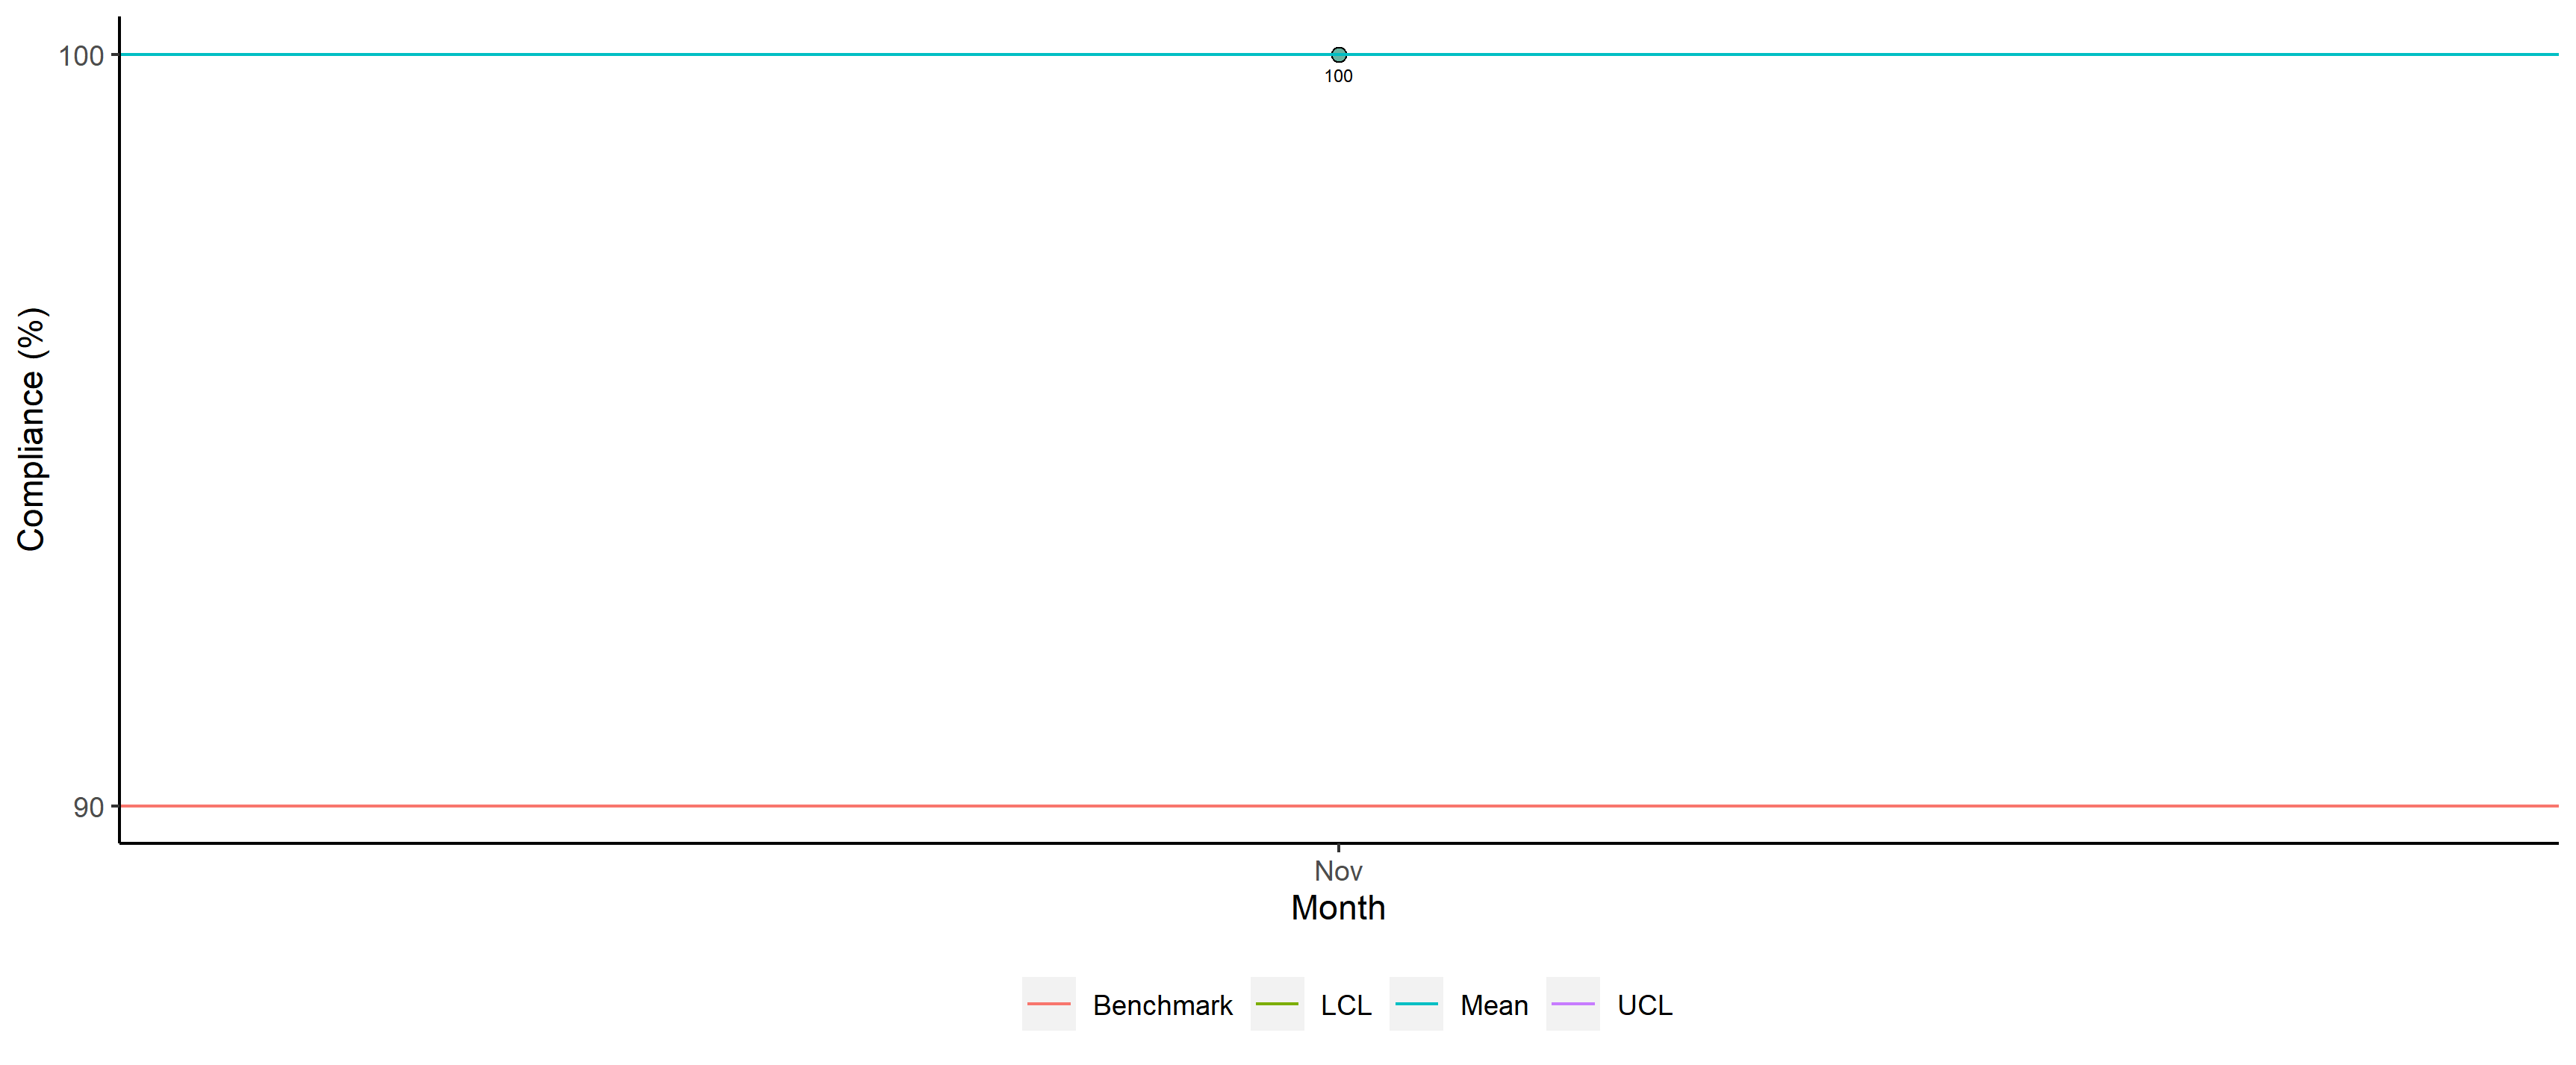 100
100
Compliance (%)
90
Nov
Month
Benchmark LCL Mean UCL